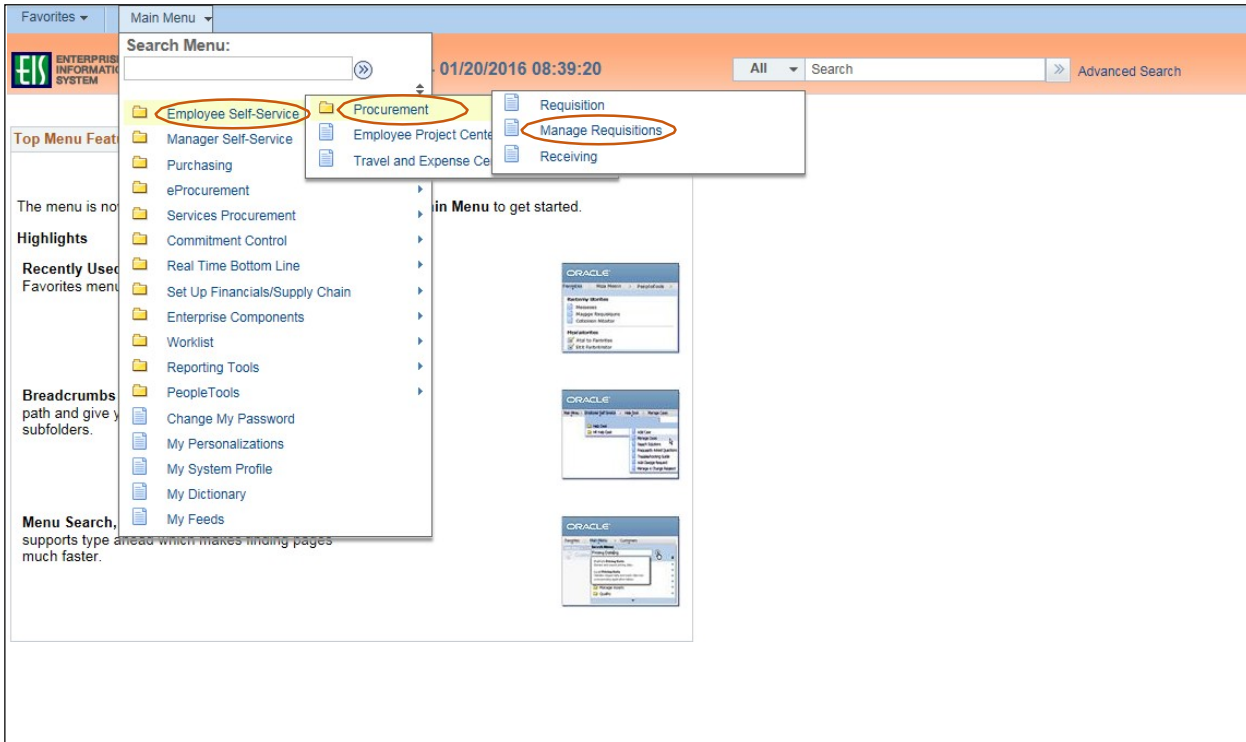 Favorites Main Menu
Search Menu:
EIS ENTERPRIS
INFORMATI
SYSTEM
01/20/2016 08:39:20
All Search Advanced Search
Employee Self-Service
Manager Self-Service
Purchasing
eProcurement
Services Procurement
Commitment Control
Real Time Bottom Line
Set Up Financials/Supply Chain
Enterprise Components
Worklist
Reporting Tools
PeopleTools
Change My Password
My Personalizations
My System Profile
My Dictionary
My Feeds
Procurement
Employee Project Cente
Travel and Expense Ce
Requisition
Manage Requisitions
Receiving
Top Menu Feat
The menu is no
in Menu to get started.
Highlights
Recently Used
Favorites menu
ORACLE
Breadcrumbs
path and give y
subfolders.
ORACLE
Menu Search,
supports type ahead which makes finding pages
much faster.
ORACLE